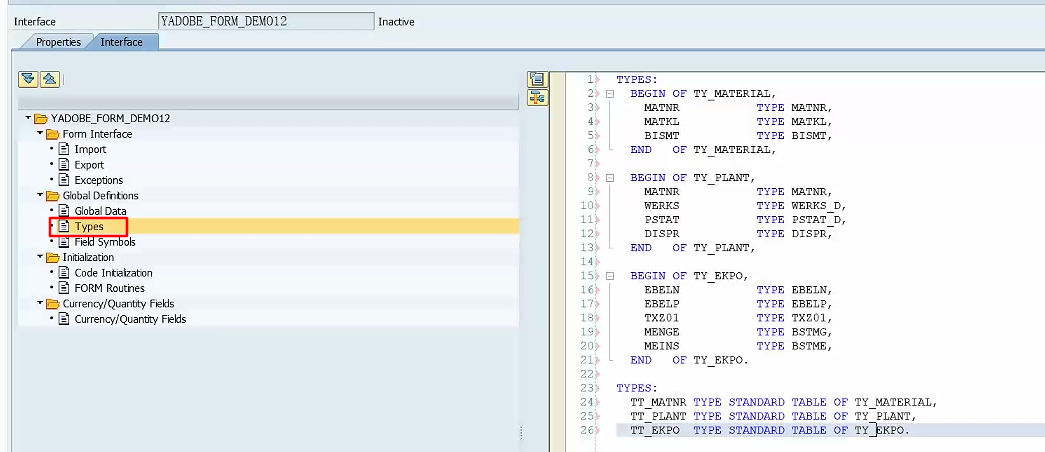 Interface YADOBE_FORM_DEMO12 Inactive
Properties Interface
YADOBE_FORM_DEMO12
Form Interface
Import
Export
Exceptions
Global Definitions
Global Data
Types
Field Symbols
Initialization
Code Initialization
FORM Routines
Currency/Quantity Fields
Currency/Quantity Fields
1 TYPES:
2 BEGIN OF TY_MATERIAL,
3 MATNR TYPE MATNR,
4 MATKL TYPE MATKL,
5 BISMT TYPE BISMT,
6 END OF TY_MATERIAL,
7
8 BEGIN OF TY_PLANT,
9 MATNR TYPE MATNR,
10 WERKS TYPE WERKS_D,
11 PSTAT TYPE PSTAT_D,
12 DISPR TYPE DISPR,
13 END OF TY_PLANT,
14
15 BEGIN OF TY_EKPO,
16 EBELN TYPE EBELN,
17 EBELP TYPE EBELP,
18 TXZ01 TYPE TXZ01,
19 MENGE TYPE BSTMG,
20 MEINS TYPE BSTME,
21 END OF TY_EKPO.
22
23 TYPES:
24 TT_MATNR TYPE STANDARD TABLE OF TY_MATERIAL,
25 TT_PLANT TYPE STANDARD TABLE OF TY_PLANT,
26 TT_EKPO TYPE STANDARD TABLE OF TY_EKPO.